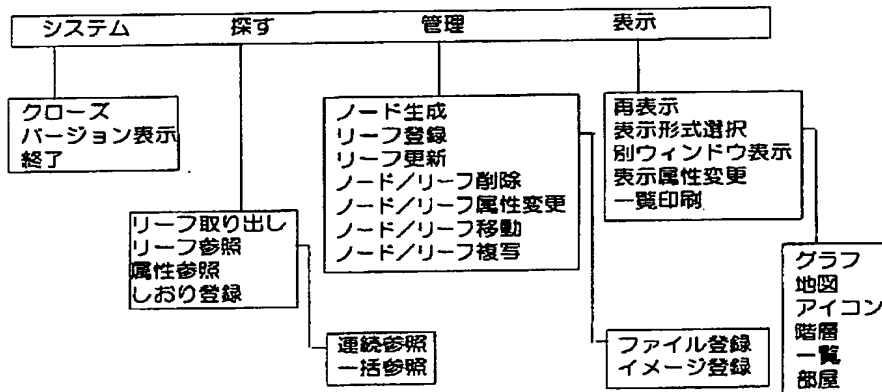 システム 探す 管理 表示
クローズ
バージョン表示
終了
リーフ取り出し
リーフ参照
属性参照
しおり登録
連続参照
一括参照
ノード生成
リーフ登録
リーフ更新
ノード/リーフ削除
ノード/リーフ属性変更
ノード/リーフ移動
ノード/リーフ複写
ファイル登録
イメージ登録
再表示
表示形式選択
別ウィンドウ表示
表示属性変更
一覧印刷
グラフ
地図
アイコン
階層
一覧
部屋